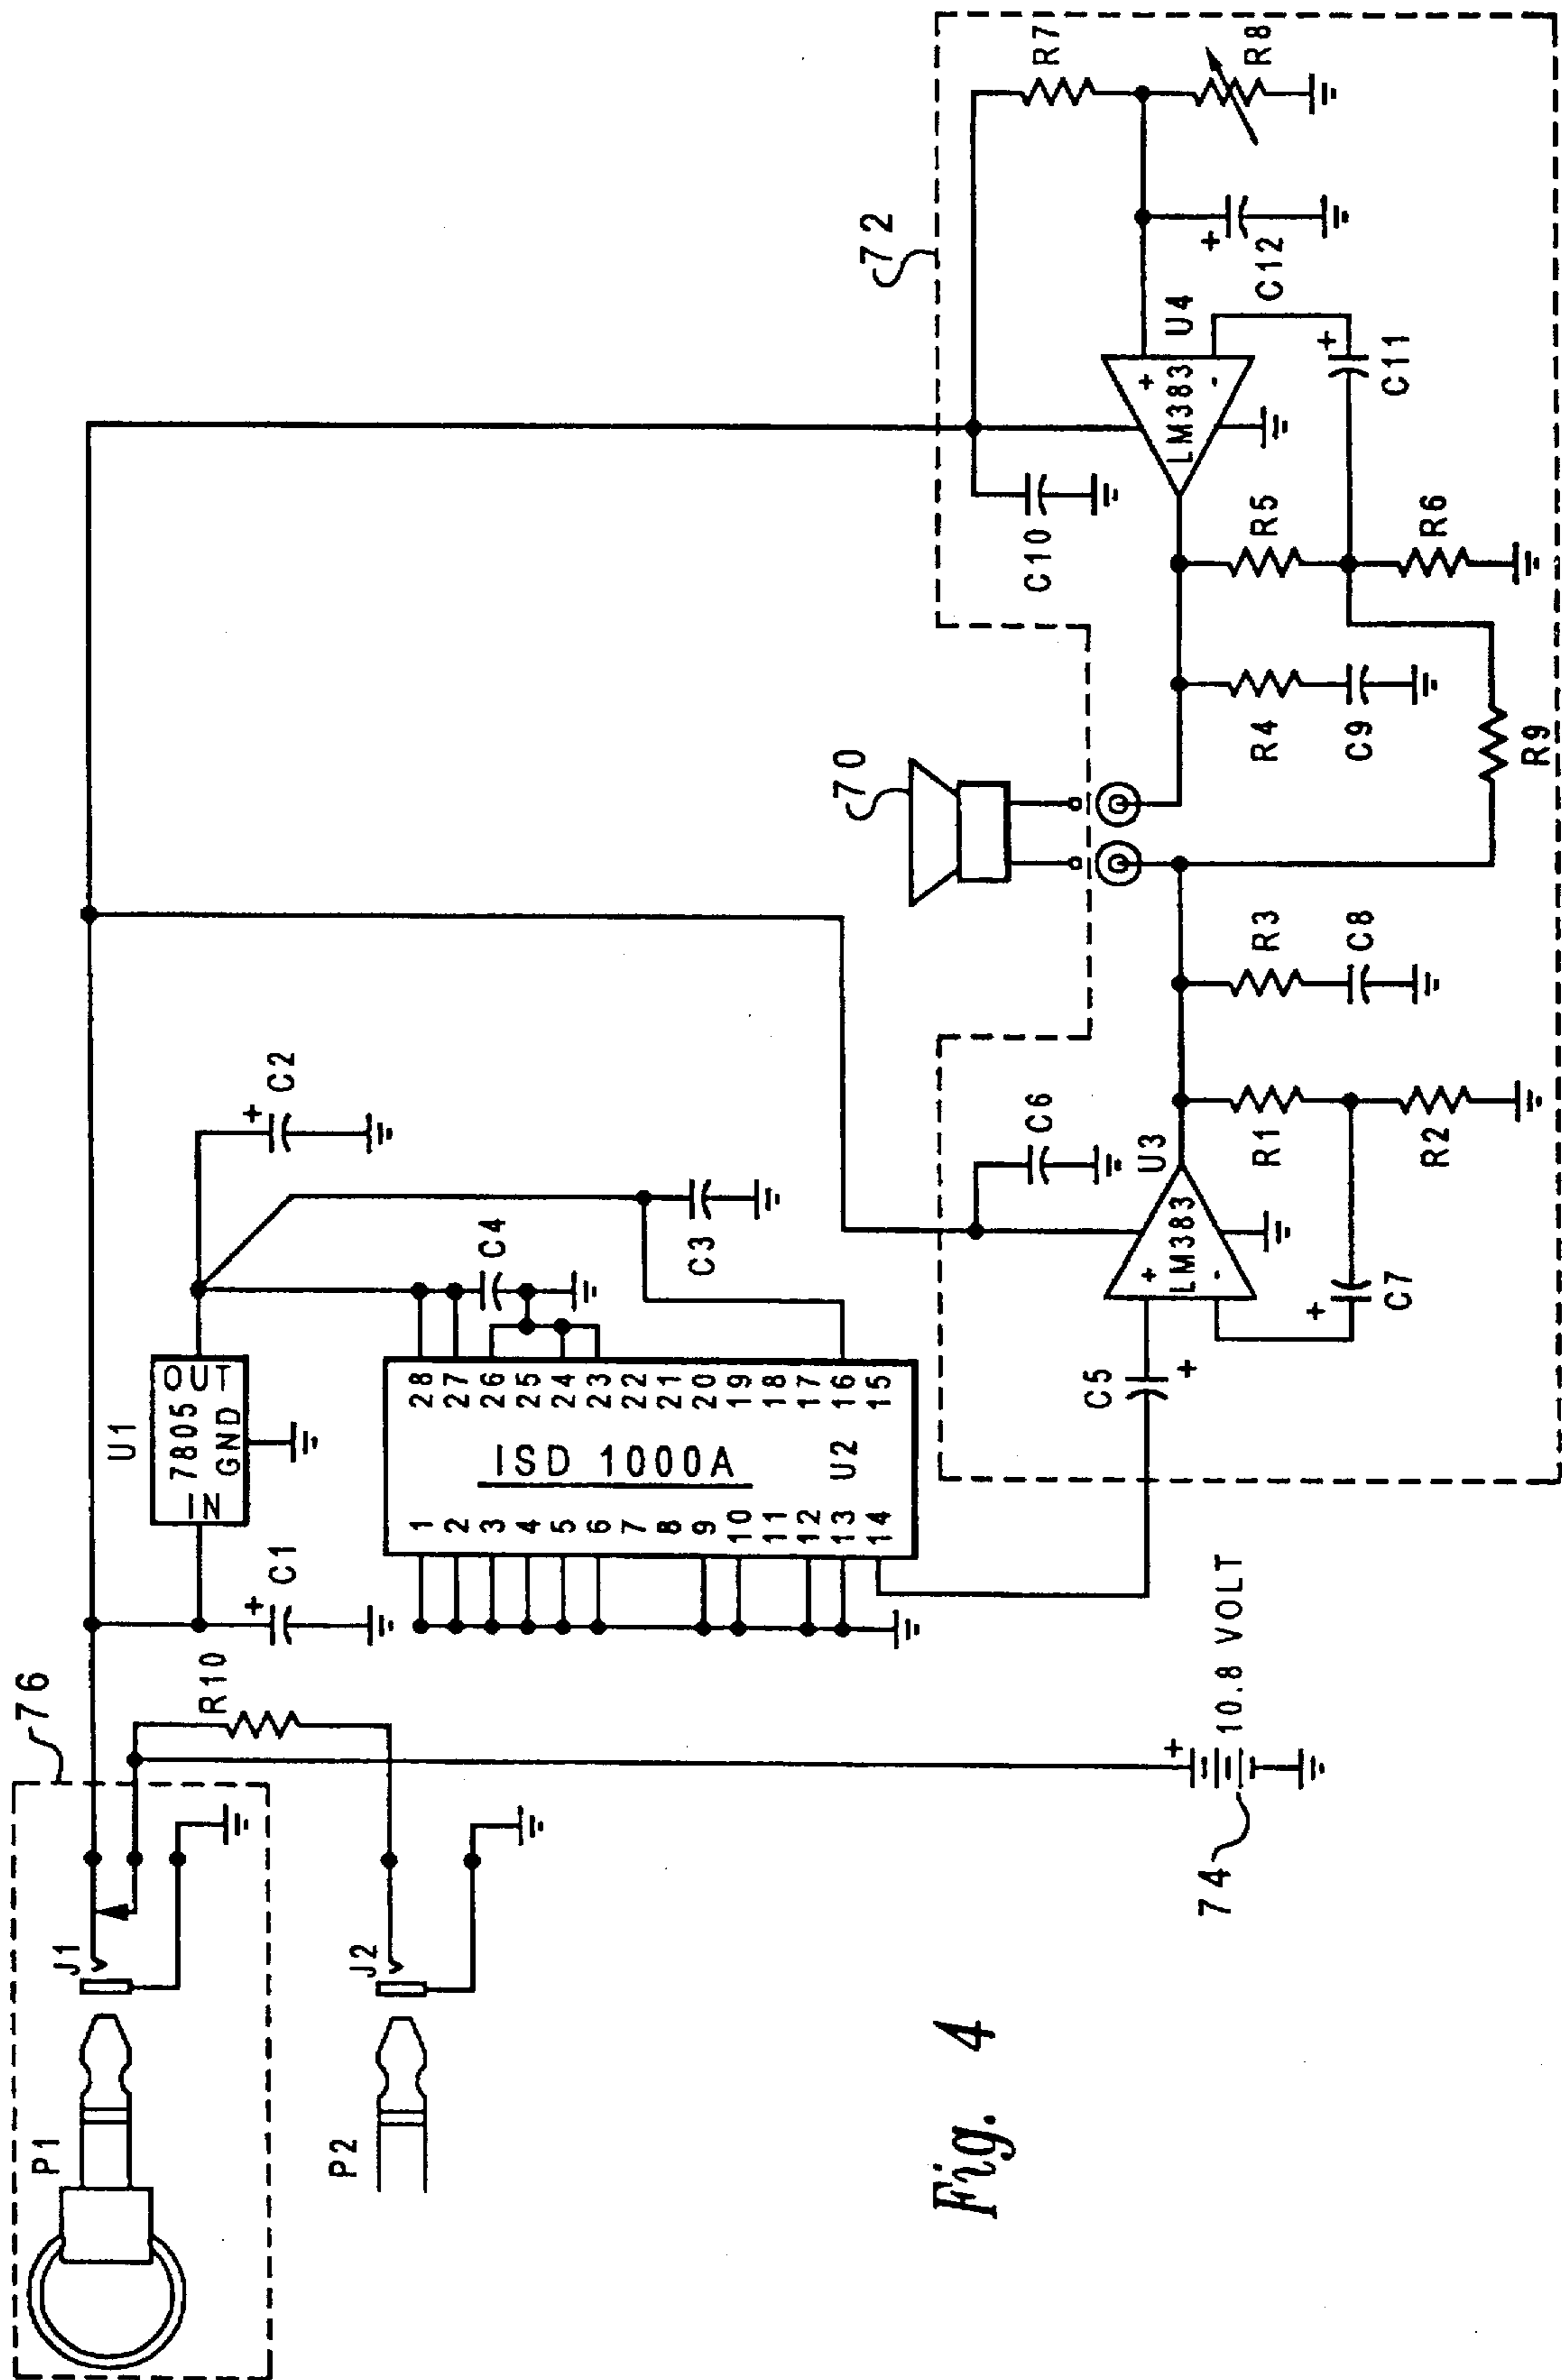 76
P1
J1
R10
P2
J2
+
C1
U1
IN
7805
OUT
GND
+
C2
1
2
3
4
5
6
7
8
9
10
11
12
13
14
ISD 1000A
U2
28
27
26
25
24
23
22
21
20
19
18
17
16
15
C4
C3
74
+
10.8 VOLT
C5
+
+
LM383
-
U3
C6
+
C7
R1
R2
R3
C8
70
R4
C9
R9
72
C10
R5
R6
LM383
+
-
U4
+
C11
+
C12
R7
R8
Fig. 4